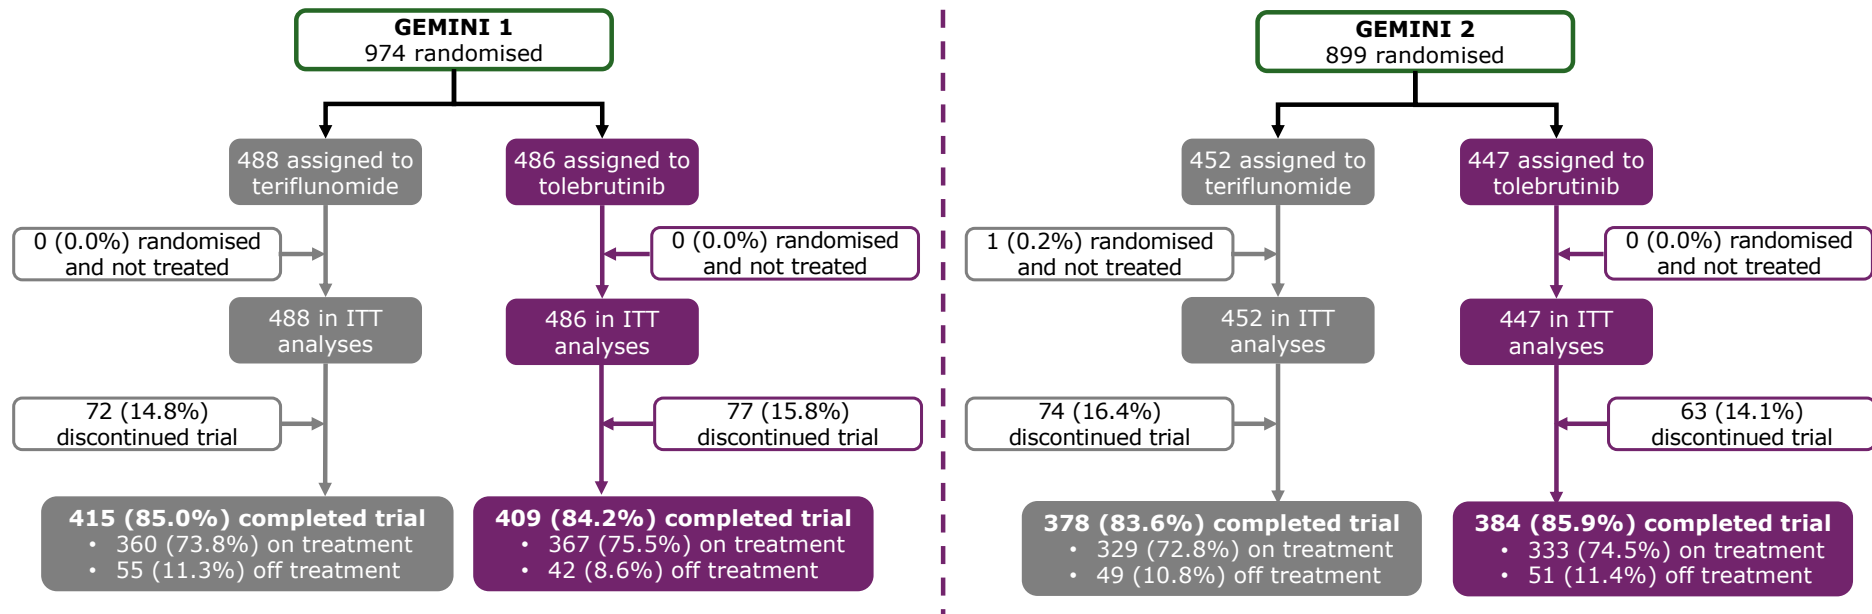 GEMINI 1
974 randomised
488 assigned to
teriflunomide
486 assigned to
tolebrutinib
0 (0.0%) randomised
and not treated
0 (0.0%) randomised
and not treated
488 in ITT
analyses
486 in ITT
analyses
72 (14.8%)
discontinued trial
77 (15.8%)
discontinued trial
415 (85.0%) completed trial
• 360 (73.8%) on treatment
• 55 (11.3%) off treatment
409 (84.2%) completed trial
• 367 (75.5%) on treatment
• 42 (8.6%) off treatment
GEMINI 2
899 randomised
452 assigned to
teriflunomide
447 assigned to
tolebrutinib
1 (0.2%) randomised
and not treated
0 (0.0%) randomised
and not treated
452 in ITT
analyses
447 in ITT
analyses
74 (16.4%)
discontinued trial
63 (14.1%)
discontinued trial
378 (83.6%) completed trial
• 329 (72.8%) on treatment
• 49 (10.8%) off treatment
384 (85.9%) completed trial
• 333 (74.5%) on treatment
• 51 (11.4%) off treatment